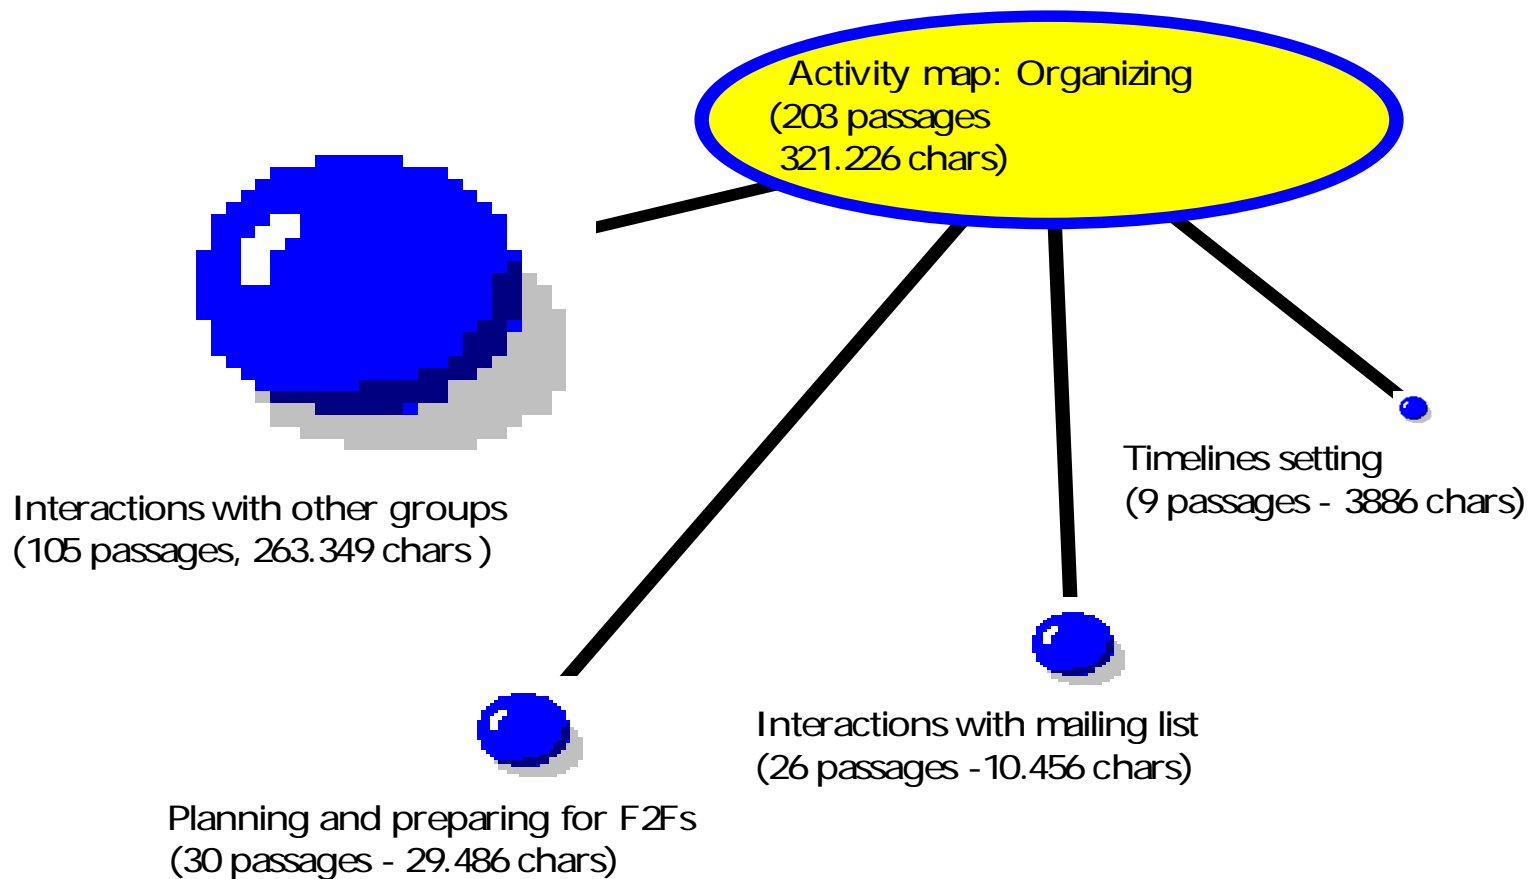 Activity map: Organizing
(203 passages
321.226 chars)
Timelines setting
(9 passages - 3886 chars)
Interactions with other groups
(105 passages, 263.349 chars )
Interactions with mailing list
(26 passages -10.456 chars)
Planning and preparing for F2Fs
(30 passages - 29.486 chars)